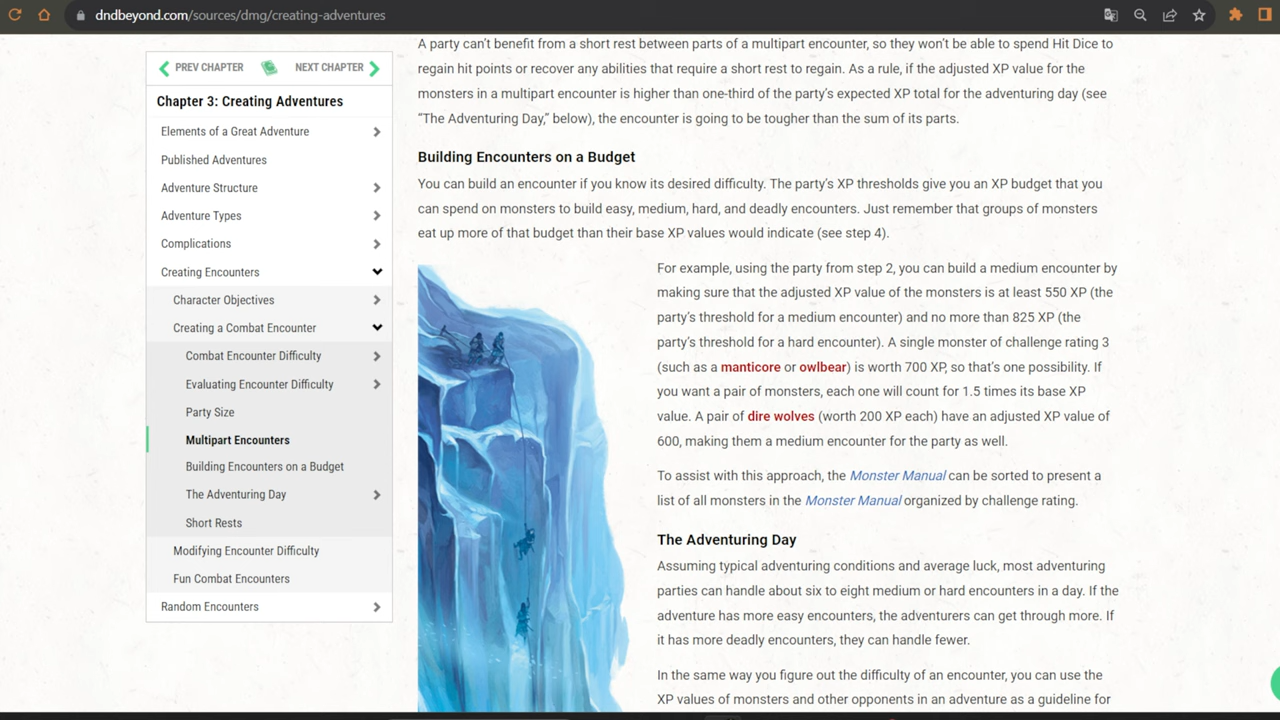 dndbeyond.com/sources/dmg/creating-adventures
PREV CHAPTER
NEXT CHAPTER
Chapter 3: Creating Adventures
Elements of a Great Adventure
Published Adventures
Adventure Structure
Adventure Types
Complications
Creating Encounters
Character Objectives
Creating a Combat Encounter
Combat Encounter Difficulty
Evaluating Encounter Difficulty
Party Size
Multipart Encounters
Building Encounters on a Budget
The Adventuring Day
Short Rests
Modifying Encounter Difficulty
Fun Combat Encounters
Random Encounters
A party can't benefit from a short rest between parts of a multipart encounter, so they won't be able to spend Hit Dice to
regain hit points or recover any abilities that require a short rest to regain. As a rule, if the adjusted XP value for the
monsters in a multipart encounter is higher than one-third of the party's expected XP total for the adventuring day (see
“The Adventuring Day,” below), the encounter is going to be tougher than the sum of its parts.
Building Encounters on a Budget
You can build an encounter if you know its desired difficulty. The party's XP thresholds give you an XP budget that you
can spend on monsters to build easy, medium, hard, and deadly encounters. Just remember that groups of monsters
eat up more of that budget than their base XP values would indicate (see step 4).
For example, using the party from step 2, you can build a medium encounter by
making sure that the adjusted XP value of the monsters is at least 550 XP (the
party's threshold for a medium encounter) and no more than 825 XP (the
party's threshold for a hard encounter). A single monster of challenge rating 3
(such as a manticore or owlbear) is worth 700 XP, so that's one possibility. If
you want a pair of monsters, each one will count for 1.5 times its base XP
value. A pair of dire wolves (worth 200 XP each) have an adjusted XP value of
600, making them a medium encounter for the party as well.
To assist with this approach, the Monster Manual can be sorted to present a
list of all monsters in the Monster Manual organized by challenge rating.
The Adventuring Day
Assuming typical adventuring conditions and average luck, most adventuring
parties can handle about six to eight medium or hard encounters in a day. If the
adventure has more easy encounters, the adventurers can get through more. If
it has more deadly encounters, they can handle fewer.
In the same way you figure out the difficulty of an encounter, you can use the
XP values of monsters and other opponents in an adventure as a guideline for